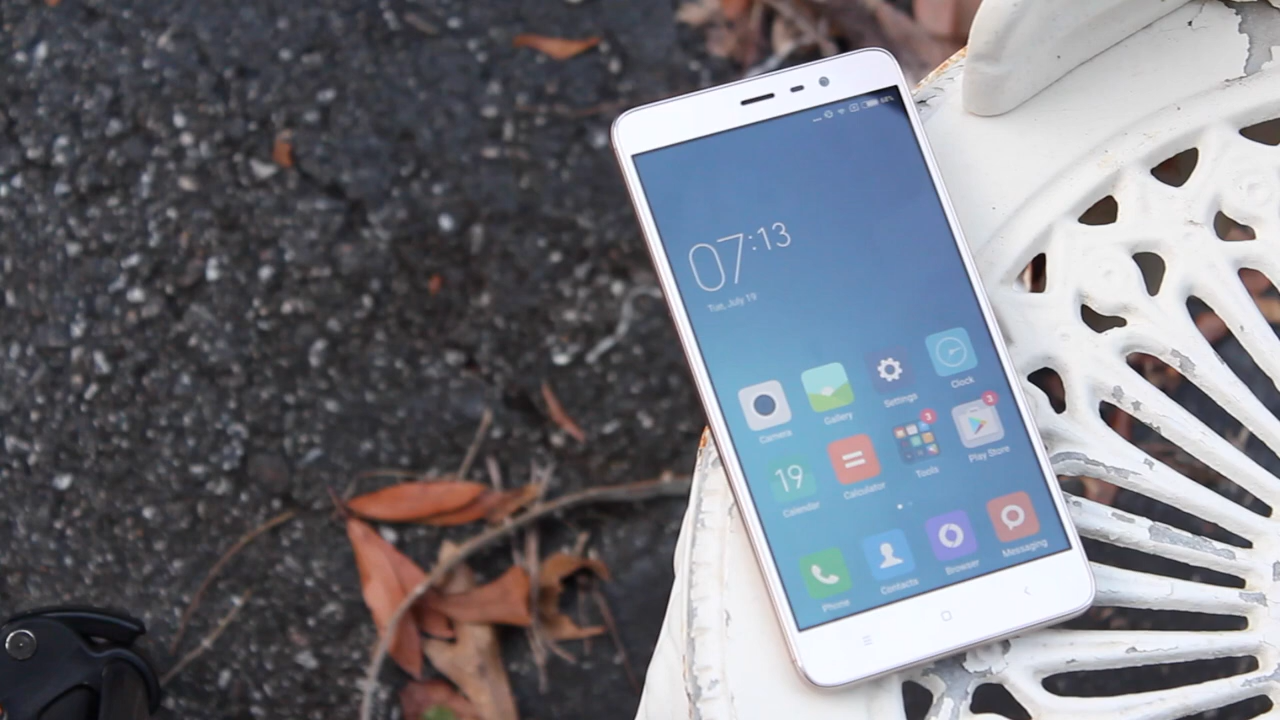 68%
07:13
Tue, July 19
Camera Gallery Settings Clock
19
3 3
Calendar Calculator Tools Play Store
Phone Contacts Browser Messaging